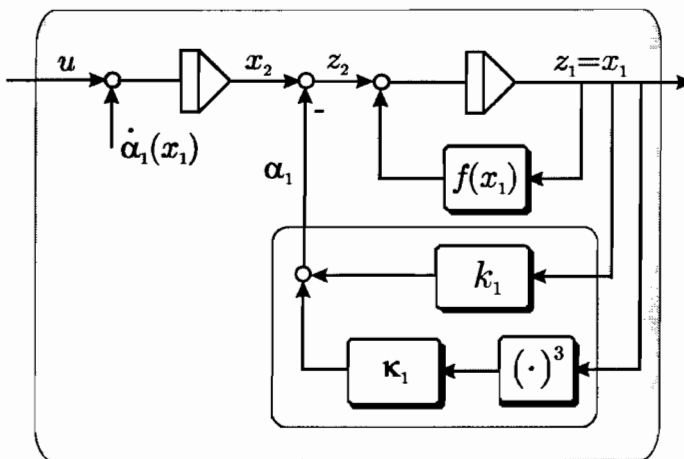 u
x₂
z₂
z₁=x₁
α̇₁(x₁)
-
α₁
f(x₁)
k₁
κ₁
(·)³